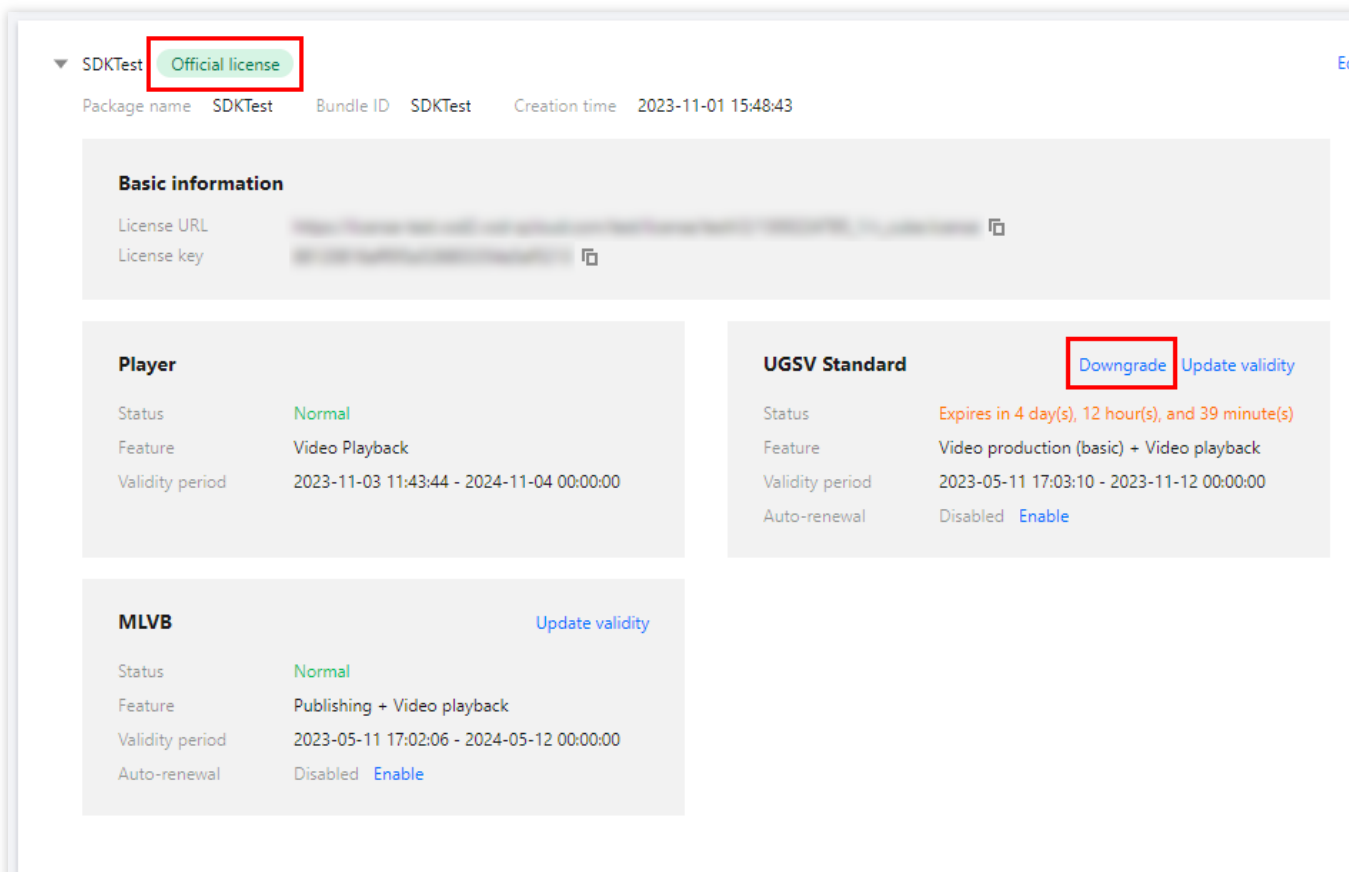 SDKTest Official license
Package name SDKTest Bundle ID SDKTest Creation time 2023-11-01 15:48:43
Basic information
License URL
License key
Player
Status Normal
Feature Video Playback
Validity period 2023-11-03 11:43:44 - 2024-11-04 00:00:00
UGSV Standard Downgrade Update validity
Status Expires in 4 day(s), 12 hour(s), and 39 minute(s)
Feature Video production (basic) + Video playback
Validity period 2023-05-11 17:03:10 - 2023-11-12 00:00:00
Auto-renewal Disabled Enable
MLVB Update validity
Status Normal
Feature Publishing + Video playback
Validity period 2023-05-11 17:02:06 - 2024-05-12 00:00:00
Auto-renewal Disabled Enable